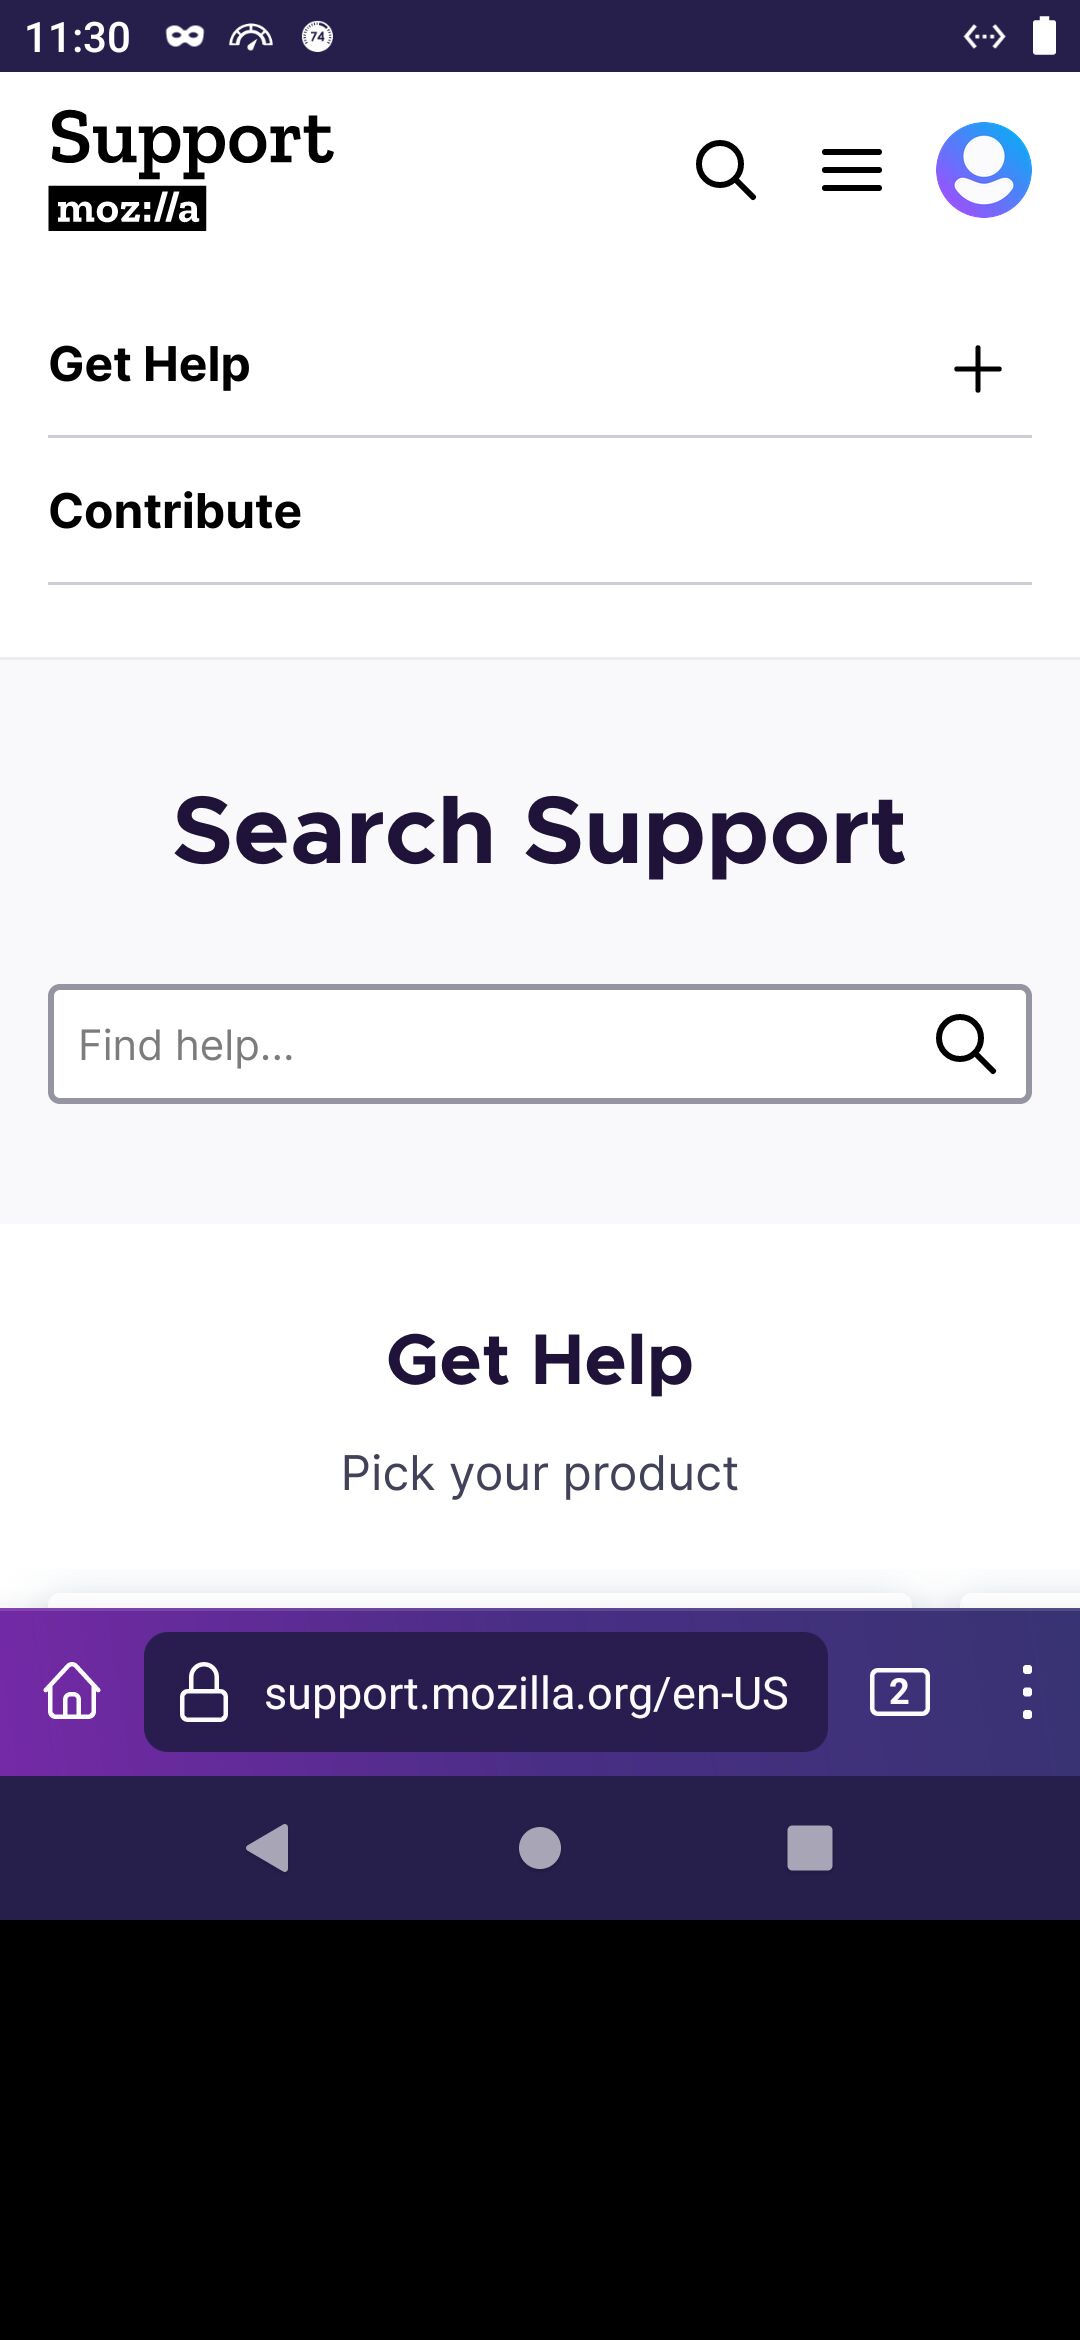 11:30
74
Support
moz://a
Get Help
Contribute
Search Support
Find help...
Get Help
Pick your product
support.mozilla.org/en-US
2